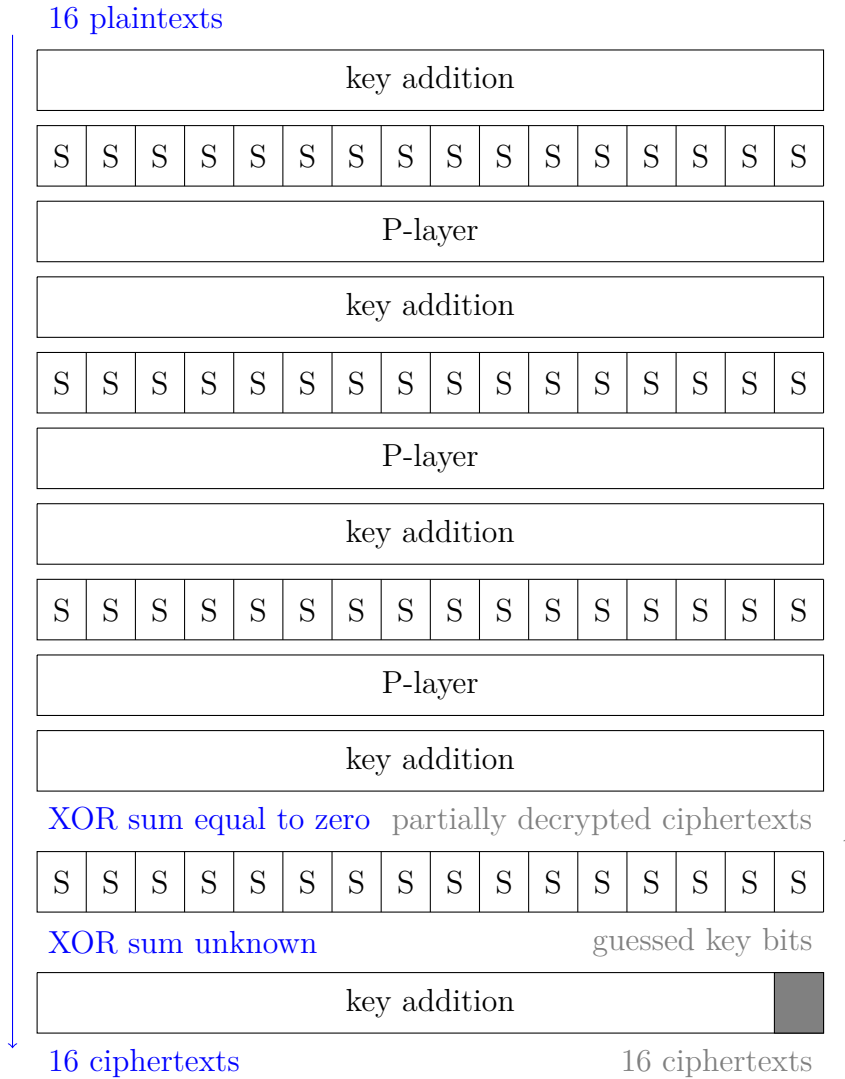 16 plaintexts
key addition
S S S S S S S S S S S S S S S S
P-layer
key addition
S S S S S S S S S S S S S S S S
P-layer
key addition
S S S S S S S S S S S S S S S S
P-layer
key addition
XOR sum equal to zero partially decrypted ciphertexts
S S S S S S S S S S S S S S S S
XOR sum unknown guessed key bits
key addition
16 ciphertexts 16 ciphertexts